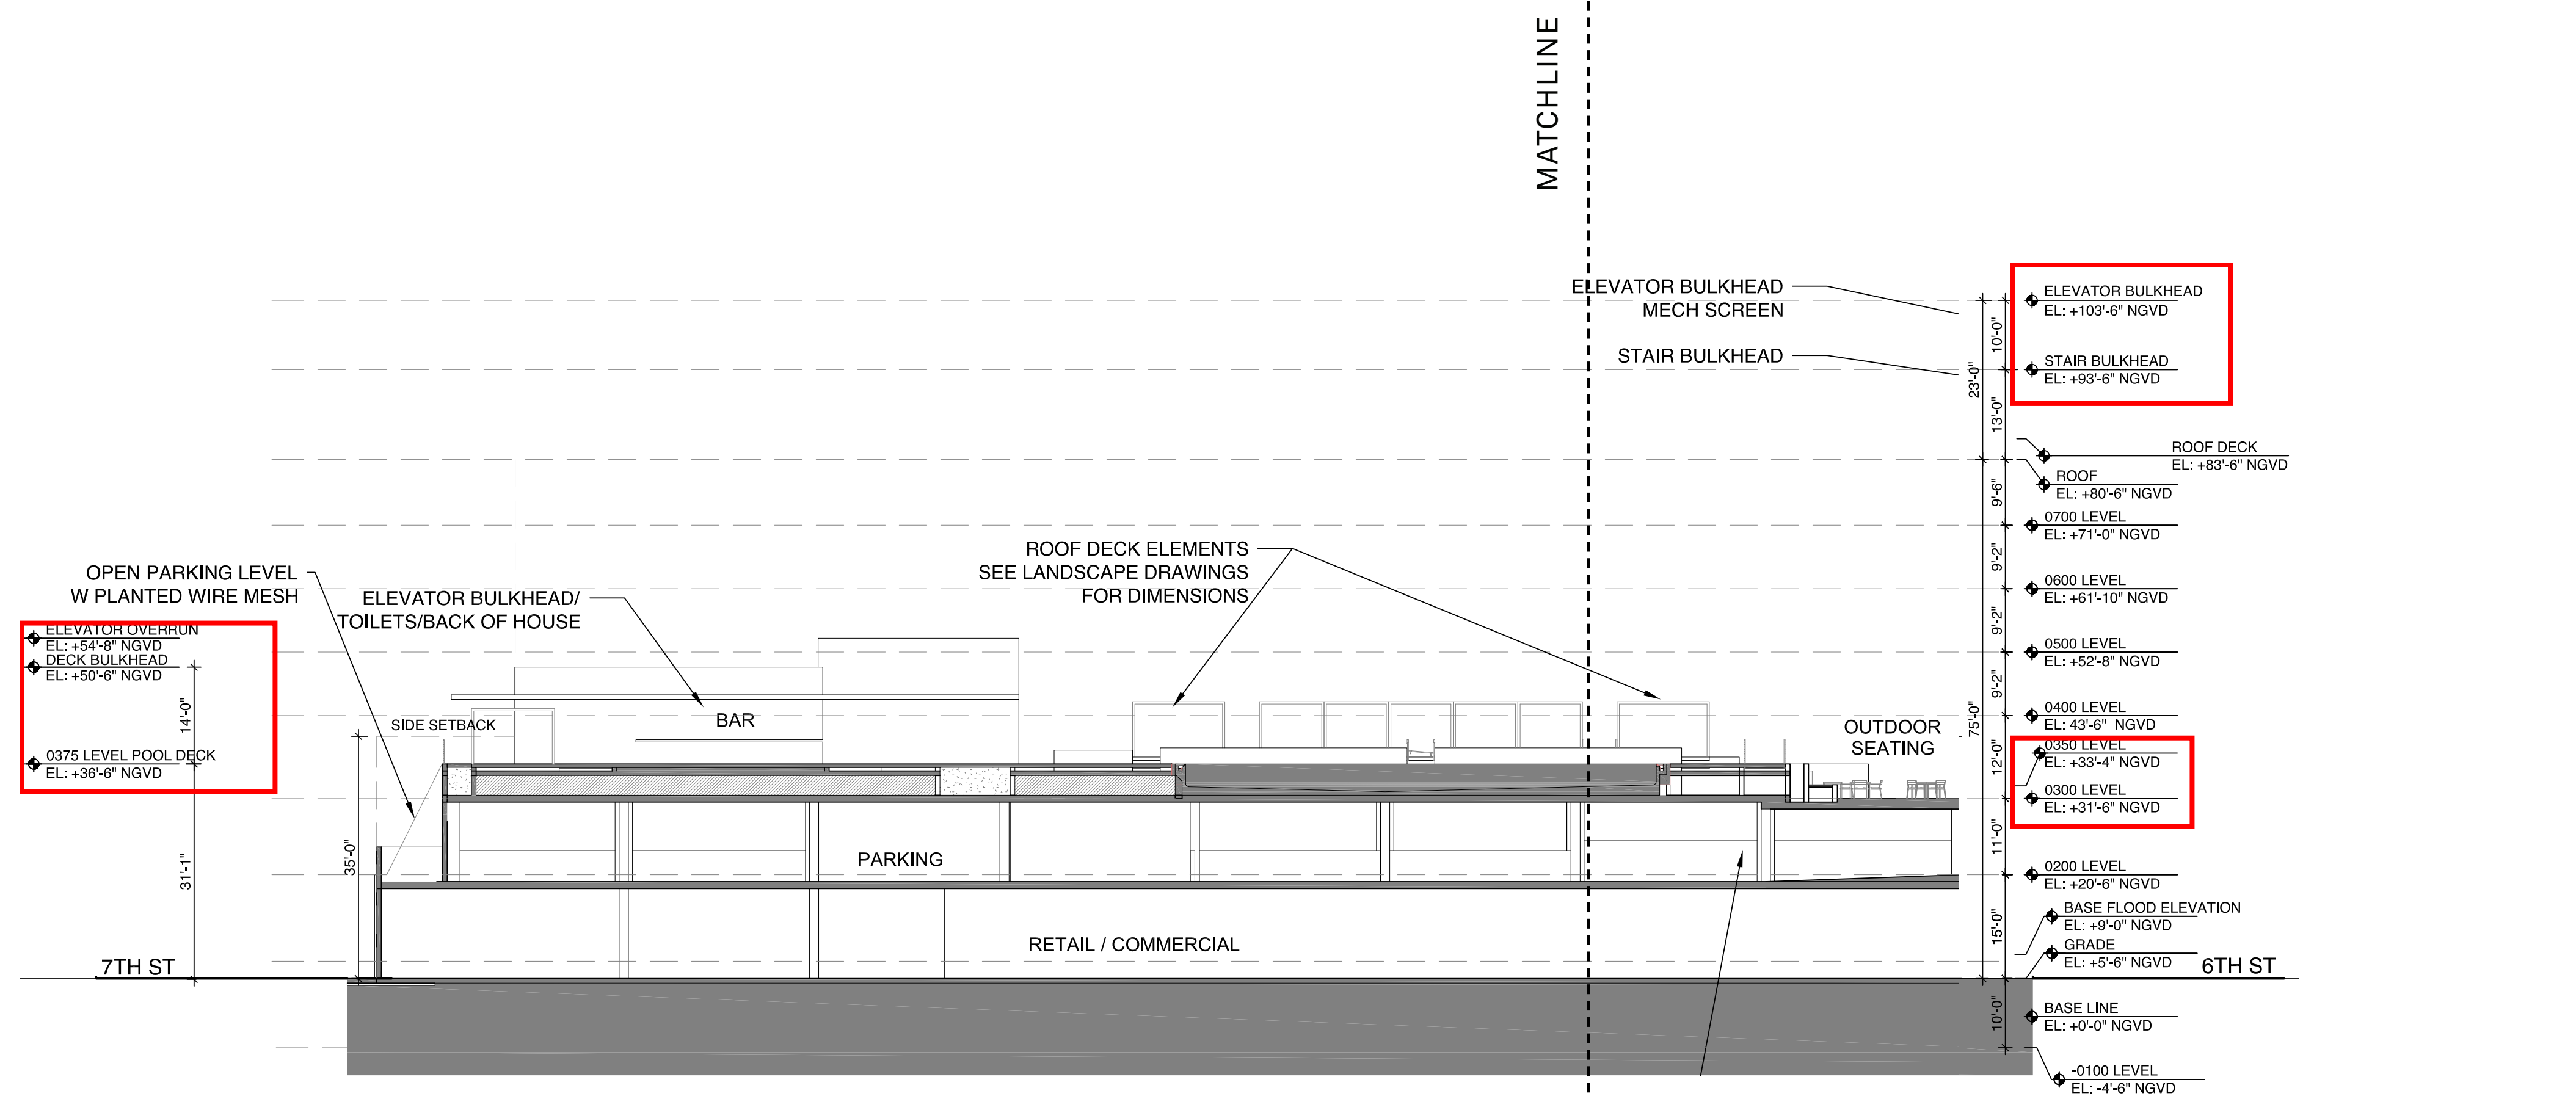 MATCHLINE
ELEVATOR BULKHEAD
MECH SCREEN
STAIR BULKHEAD
ELEVATOR BULKHEAD
EL: +103'-6" NGVD
STAIR BULKHEAD
EL: +93'-6" NGVD
ROOF DECK
EL: +83'-6" NGVD
ROOF
EL: +80'-6" NGVD
0700 LEVEL
EL: +71'-0" NGVD
0600 LEVEL
EL: +61'-10" NGVD
0500 LEVEL
EL: +52'-8" NGVD
0400 LEVEL
EL: 43'-6" NGVD
0350 LEVEL
EL: +33'-4" NGVD
0300 LEVEL
EL: +31'-6" NGVD
0200 LEVEL
EL: +20'-6" NGVD
BASE FLOOD ELEVATION
EL: +9'-0" NGVD
GRADE
EL: +5'-6" NGVD
6TH ST
BASE LINE
EL: +0'-0" NGVD
-0100 LEVEL
EL: -4'-6" NGVD
10'-0"
13'-0"
23'-0"
9'-6"
9'-2"
9'-2"
9'-2"
75'-0"
12'-0"
11'-0"
15'-0"
10'-0"
OPEN PARKING LEVEL
W PLANTED WIRE MESH
ELEVATOR BULKHEAD/
TOILETS/BACK OF HOUSE
ROOF DECK ELEMENTS
SEE LANDSCAPE DRAWINGS
FOR DIMENSIONS
ELEVATOR OVERRUN
EL: +54'-8" NGVD
DECK BULKHEAD
EL: +50'-6" NGVD
14'-0"
0375 LEVEL POOL DECK
EL: +36'-6" NGVD
31'-1"
7TH ST
SIDE SETBACK
35'-0"
BAR
OUTDOOR
SEATING
PARKING
RETAIL / COMMERCIAL